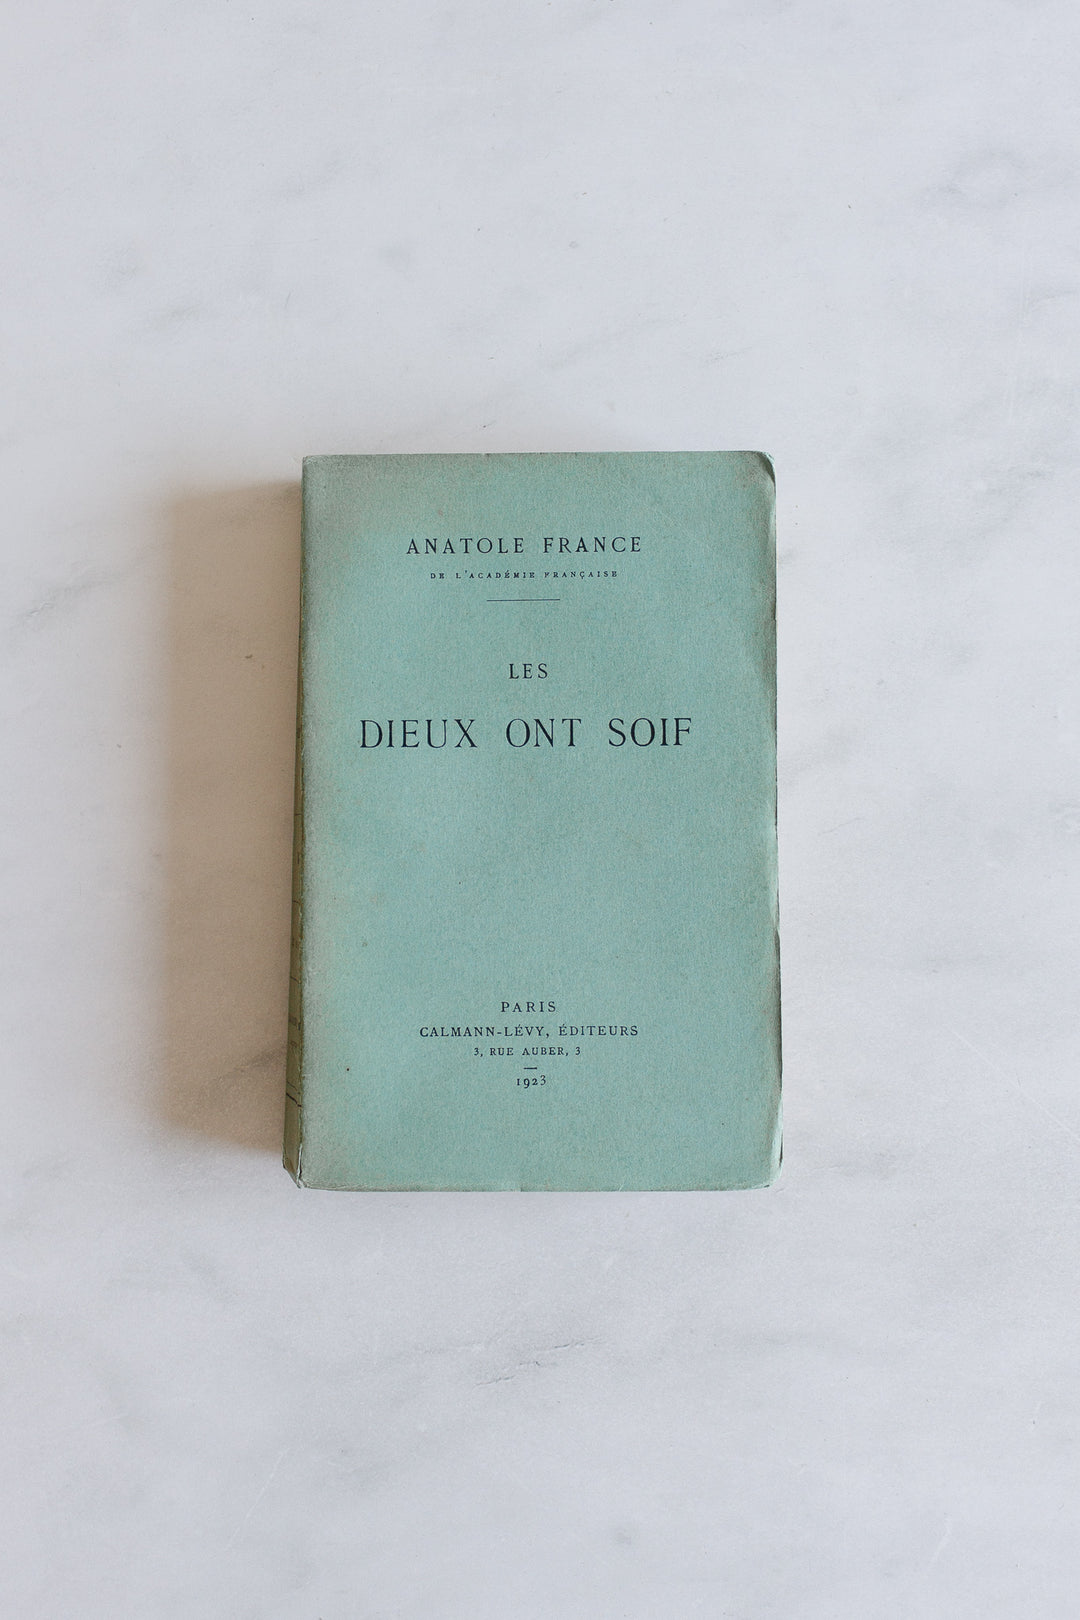 ANATOLE FRANCE
DE L'ACADÉMIE FRANÇAISE
LES
DIEUX ONT SOIF
PARIS
CALMANN-LÉVY, ÉDITEURS
3, RUE AUBER, 3
1923